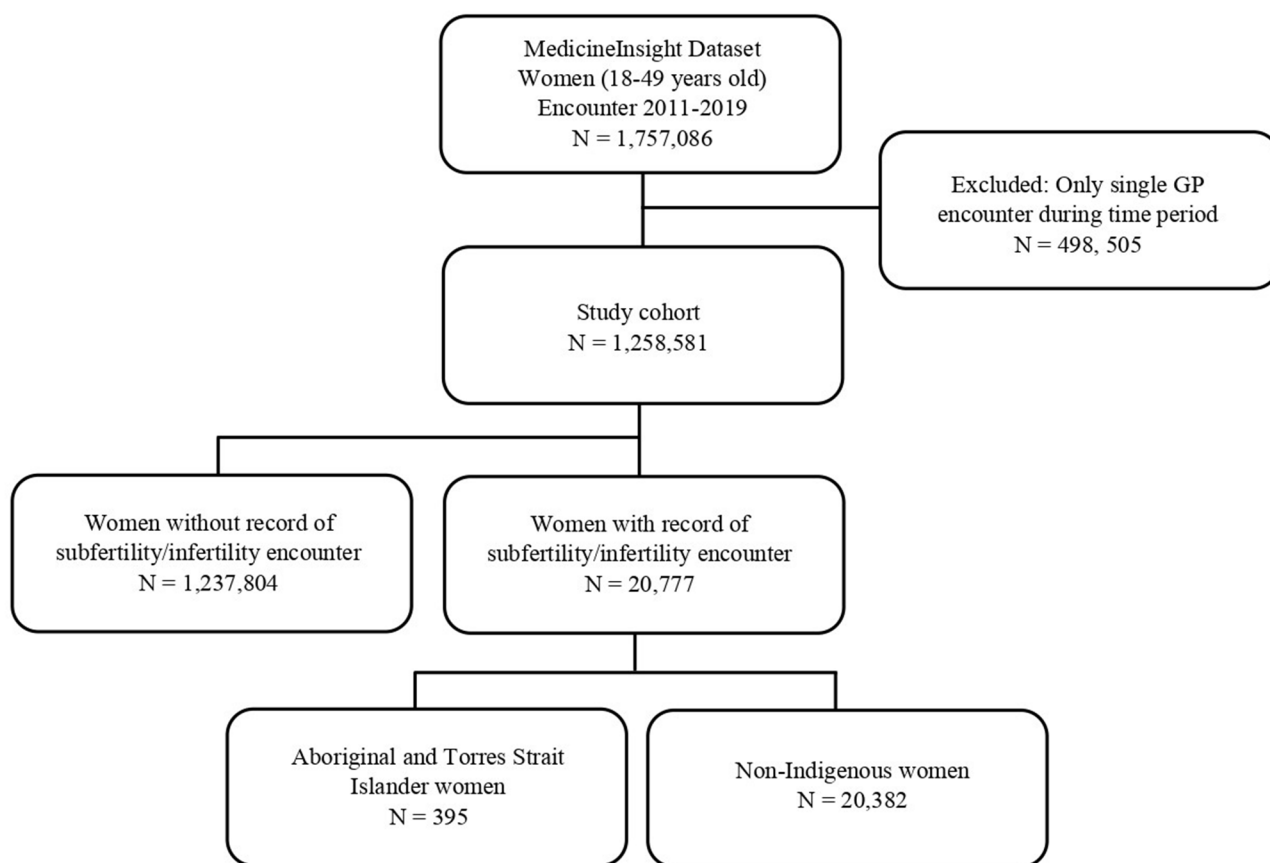 MedicineInsight Dataset
Women (18-49 years old)
Encounter 2011-2019
N = 1,757,086
Excluded: Only single GP
encounter during time period
N = 498, 505
Study cohort
N = 1,258,581
Women without record of
subfertility/infertility encounter
N = 1,237,804
Women with record of
subfertility/infertility encounter
N = 20,777
Aboriginal and Torres Strait
Islander women
N = 395
Non-Indigenous women
N = 20,382